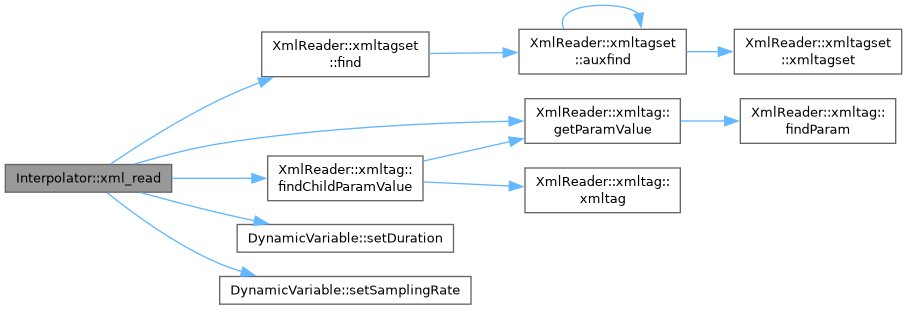 XmlReader::xmltagset
::find
XmlReader::xmltagset
::auxfind
XmlReader::xmltagset
::xmltagset
XmlReader::xmltag::
getParamValue
XmlReader::xmltag::
findParam
Interpolator::xml_read
XmlReader::xmltag::
findChildParamValue
XmlReader::xmltag::
xmltag
DynamicVariable::setDuration
DynamicVariable::setSamplingRate